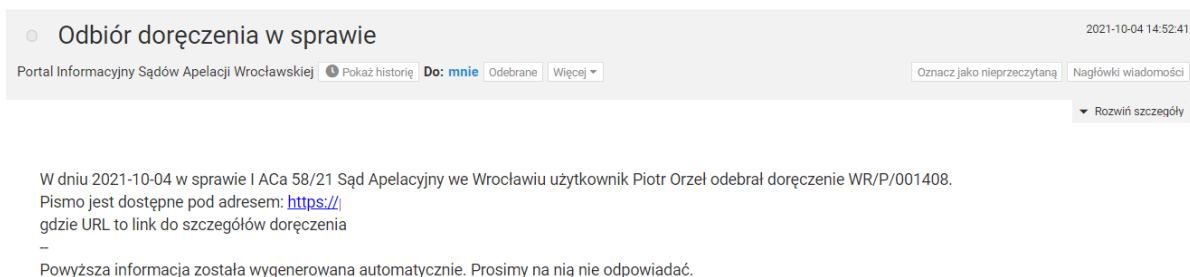 Odbiór doręczenia w sprawie
2021-10-04 14:52:41
Portal Informacyjny Sądów Apelacji Wrocławskiej Pokaż historię Do: mnie Odebrane Więcej
Oznacz jako nieprzeczytaną Nagłówki wiadomości
Rozwiń szczegóły
W dniu 2021-10-04 w sprawie I ACa 58/21 Sąd Apelacyjny we Wrocławiu użytkownik Piotr Orzeł odebrał doręczenie WR/P/001408.
Pismo jest dostępne pod adresem: https://
gdzie URL to link do szczegółów doręczenia
--
Powyższa informacja została wygenerowana automatycznie. Prosimy na nią nie odpowiadać.